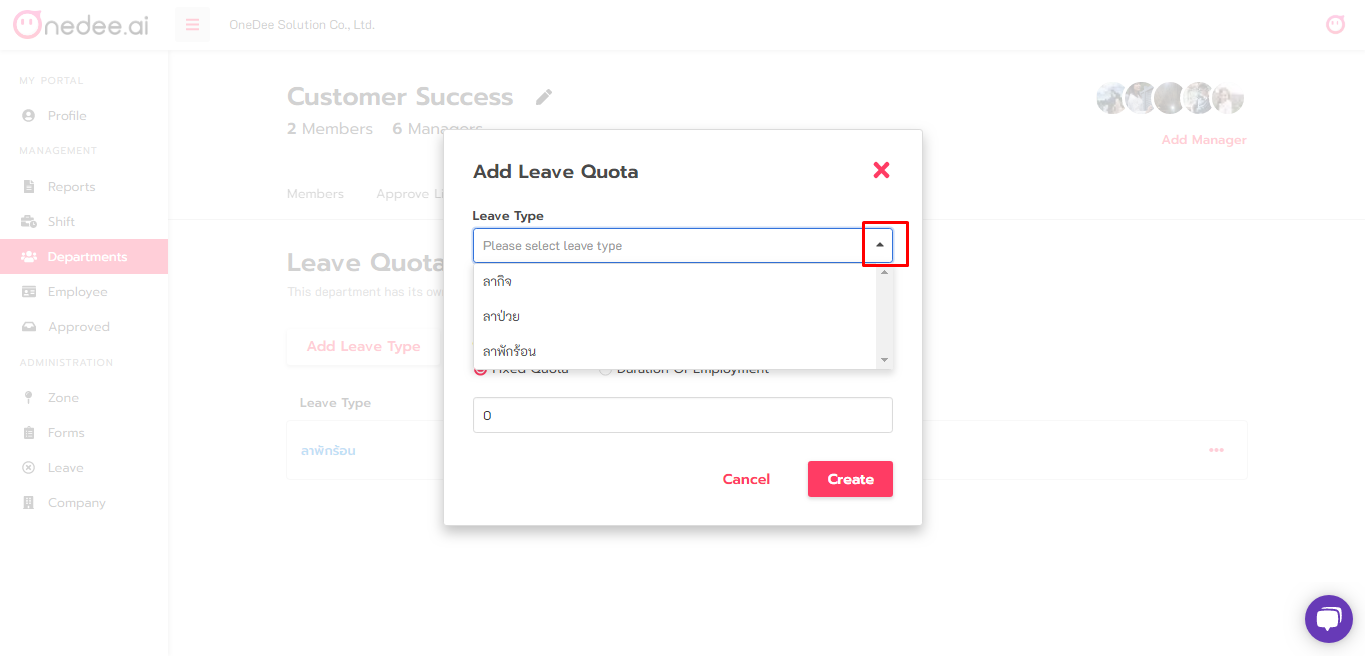 nedee.ai
OneDee Solution Co., Ltd.
MY PORTAL
Profile
MANAGEMENT
Reports
Shift
Departments
Employee
Approved
ADMINISTRATION
Zone
Forms
Leave
Company
Customer Success
2 Members 6 Managers
Add Manager
Members Approve Li
Leave Quota
This department has its ow
Add Leave Type
Leave Type
ลาพักร้อน
Add Leave Quota
Leave Type
Please select leave type
ลากิจ
ลาป่วย
ลาพักร้อน
Fixed Quota Duration Of Employment
0
Cancel Create